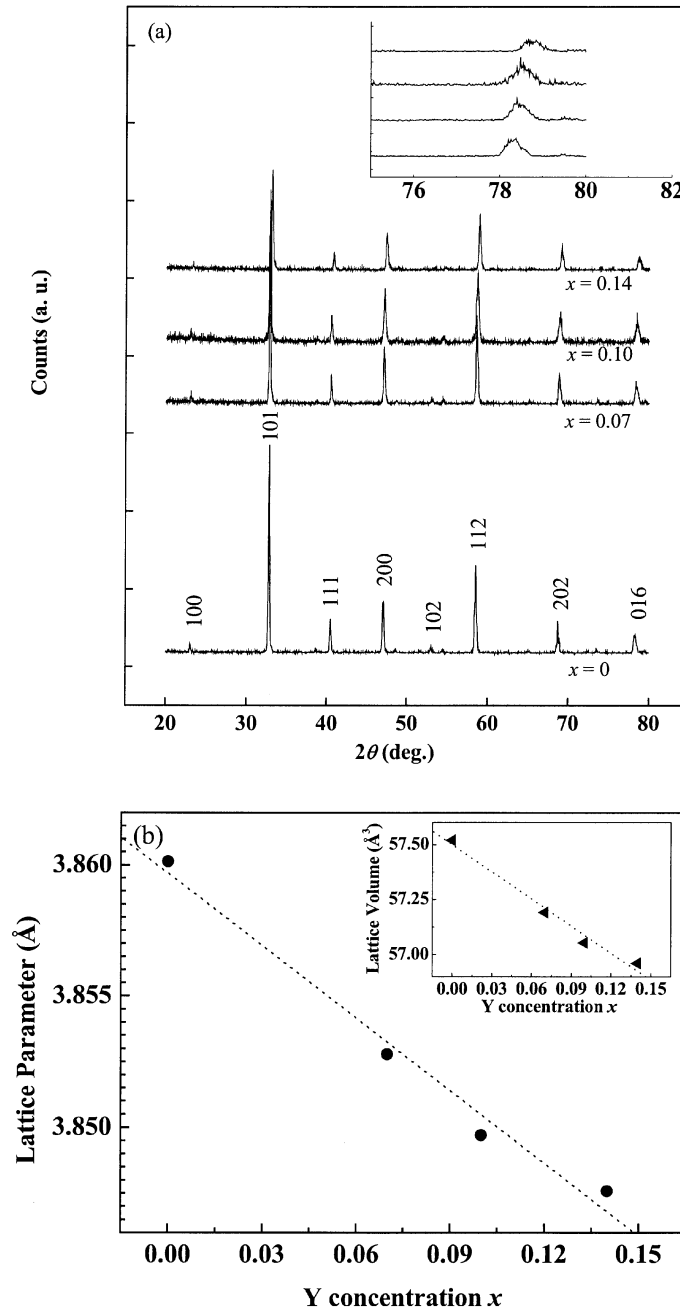 (a)
76 78 80 82
Counts (a. u.)
x = 0.14
x = 0.10
x = 0.07
x = 0
100
101
111
200
102
112
202
016
20 30 40 50 60 70 80
2θ (deg.)
(b)
Lattice Parameter (Å)
3.860
3.855
3.850
0.00 0.03 0.06 0.09 0.12 0.15
Y concentration x
Lattice Volume (Å³)
57.50
57.25
57.00
0.00 0.03 0.06 0.09 0.12 0.15
Y concentration x